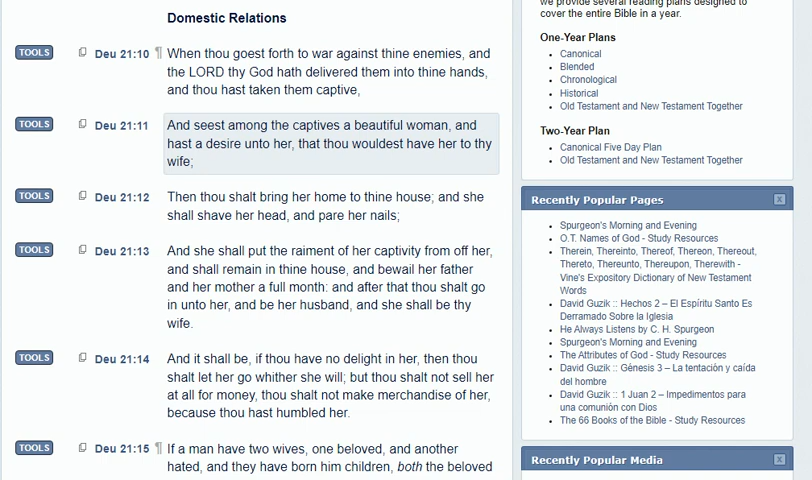 Domestic Relations
TOOLS
Deu 21:10 ¶ When thou goest forth to war against thine enemies, and
the LORD thy God hath delivered them into thine hands,
and thou hast taken them captive,
TOOLS
Deu 21:11 And seest among the captives a beautiful woman, and
hast a desire unto her, that thou wouldest have her to thy
wife;
TOOLS
Deu 21:12 Then thou shalt bring her home to thine house; and she
shall shave her head, and pare her nails;
TOOLS
Deu 21:13 And she shall put the raiment of her captivity from off her,
and shall remain in thine house, and bewail her father
and her mother a full month: and after that thou shalt go
in unto her, and be her husband, and she shall be thy
wife.
TOOLS
Deu 21:14 And it shall be, if thou have no delight in her, then thou
shalt let her go whither she will; but thou shalt not sell her
at all for money, thou shalt not make merchandise of her,
because thou hast humbled her.
TOOLS
Deu 21:15 ¶ If a man have two wives, one beloved, and another
hated, and they have born him children, both the beloved
we provide several reading plans designed to
cover the entire Bible in a year.
One-Year Plans
Canonical
Blended
Chronological
Historical
Old Testament and New Testament Together
Two-Year Plan
Canonical Five Day Plan
Old Testament and New Testament Together
Recently Popular Pages x
Spurgeon's Morning and Evening
O.T. Names of God - Study Resources
Therein, Thereinto, Thereof, Thereon, Thereout,
Thereto, Thereunto, Thereupon, Therewith -
Vine's Expository Dictionary of New Testament
Words
David Guzik :: Hechos 2 – El Espíritu Santo Es
Derramado Sobre la Iglesia
He Always Listens by C. H. Spurgeon
Spurgeon's Morning and Evening
The Attributes of God - Study Resources
David Guzik :: Génesis 3 – La tentación y caída
del hombre
David Guzik :: 1 Juan 2 – Impedimentos para
una comunión con Dios
The 66 Books of the Bible - Study Resources
Recently Popular Media x